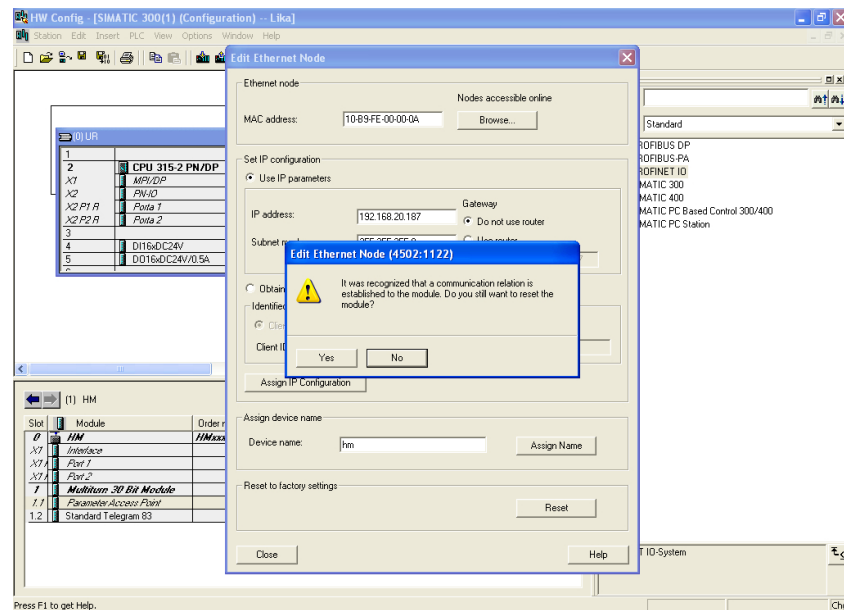 HW Config - [SIMATIC 300(1) (Configuration) -- Lika]
Station Edit Insert PLC View Options Window Help
Edit Ethernet Node
Ethernet node
Nodes accessible online
MAC address:
10-B9-FE-00-00-0A
Browse...
Set IP configuration
Use IP parameters
Gateway
IP address:
192.168.20.187
Do not use router
Subnet
Use router
Obtain
Identified
Client ID
Assign IP Configuration
Edit Ethernet Node (4502:1122)
It was recognized that a communication relation is
established to the module. Do you still want to reset the
module?
Yes
No
Assign device name
Device name:
hm
Assign Name
Reset to factory settings
Reset
Close
Help
(0) UR
1
2 CPU 315-2 PN/DP
X1 MPI/DP
X2 PN-IO
X2 P1 R Porta 1
X2 P2 R Porta 2
3
4 DI16xDC24V
5 DO16xDC24V/0.5A
(1) HM
Slot Module Order
0 HM HMxxx
X1 Interface
X1 Port 1
X1 Port 2
1 Multiturn 30 Bit Module
1.1 Parameter Access Point
1.2 Standard Telegram 83
Standard
ROFIBUS DP
ROFIBUS-PA
ROFINET IO
MATIC 300
MATIC 400
MATIC PC Based Control 300/400
MATIC PC Station
T IO-System
Press F1 to get Help.
Ch